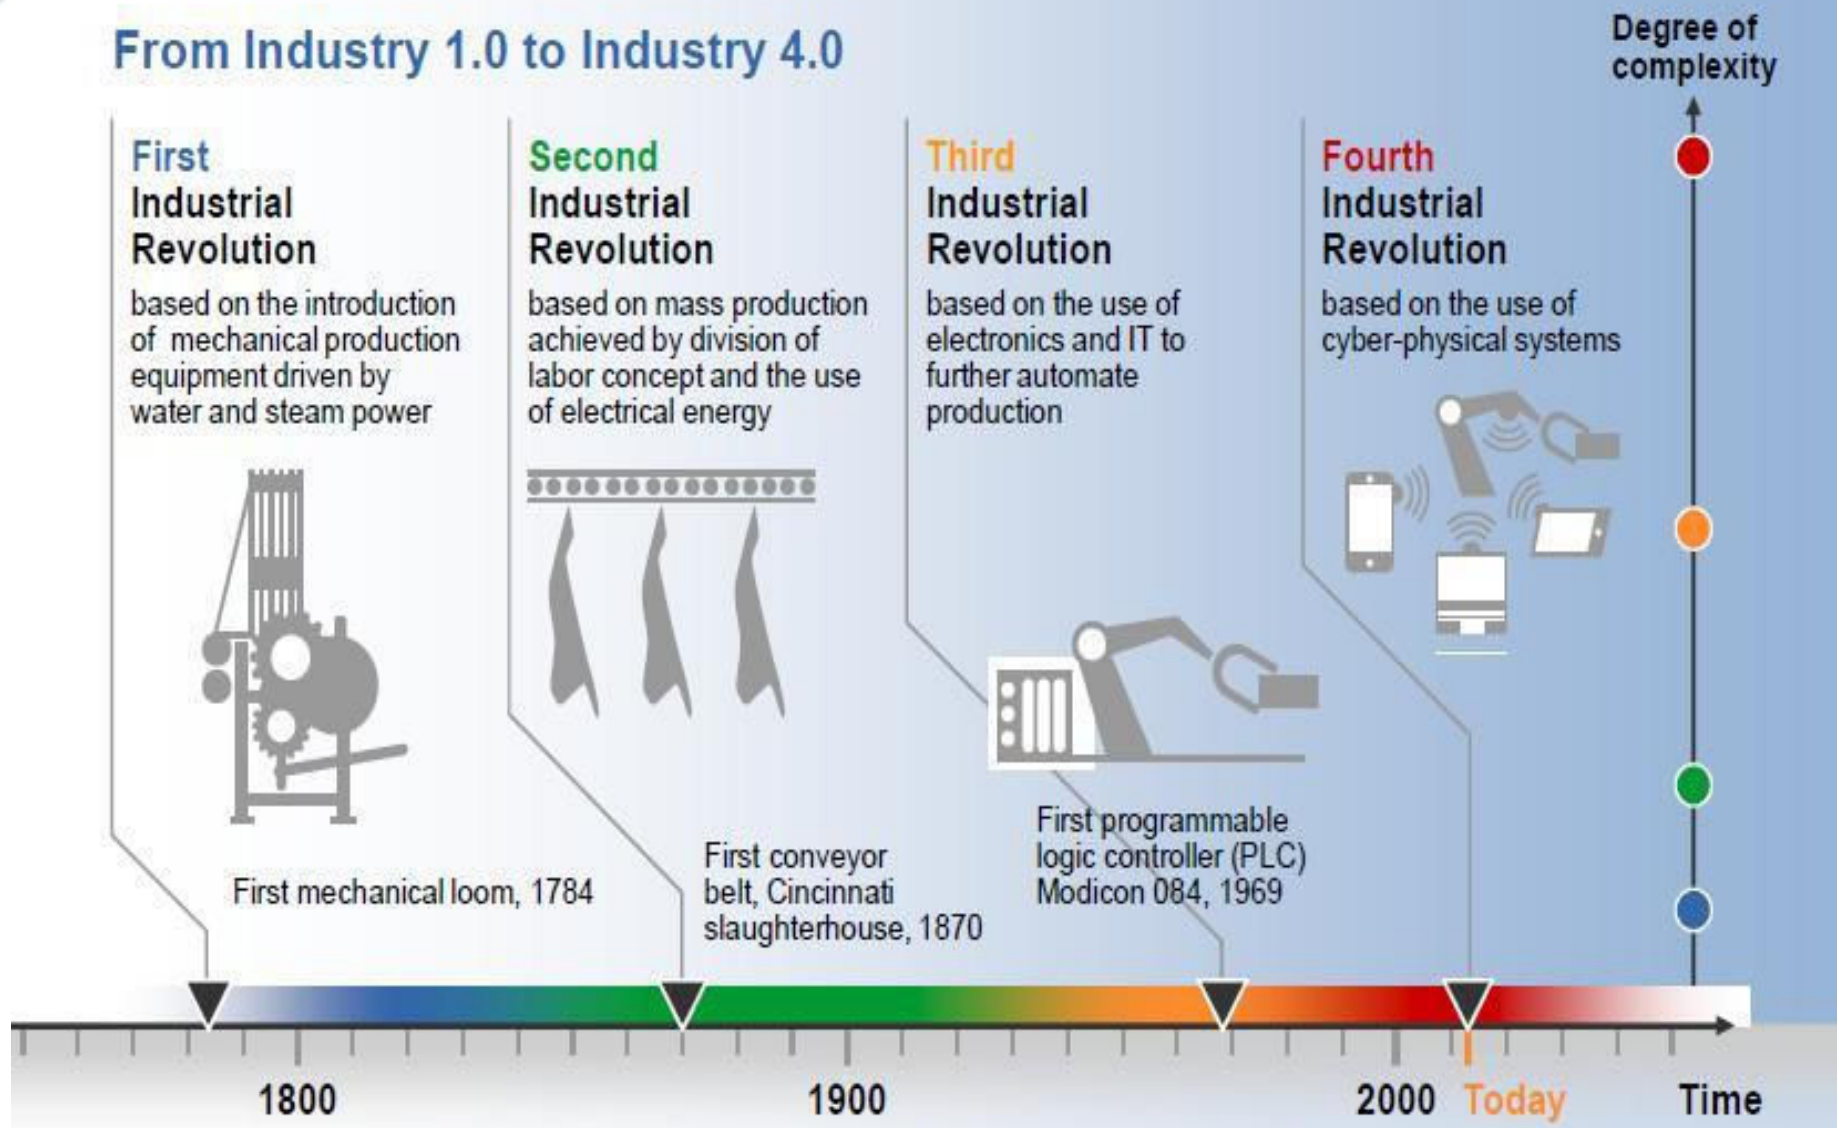 From Industry 1.0 to Industry 4.0
Degree of
complexity
First
Industrial
Revolution
based on the introduction
of mechanical production
equipment driven by
water and steam power
First mechanical loom, 1784
Second
Industrial
Revolution
based on mass production
achieved by division of
labor concept and the use
of electrical energy
First conveyor
belt, Cincinnati
slaughterhouse, 1870
Third
Industrial
Revolution
based on the use of
electronics and IT to
further automate
production
First programmable
logic controller (PLC)
Modicon 084, 1969
Fourth
Industrial
Revolution
based on the use of
cyber-physical systems
1800
1900
2000
Today
Time